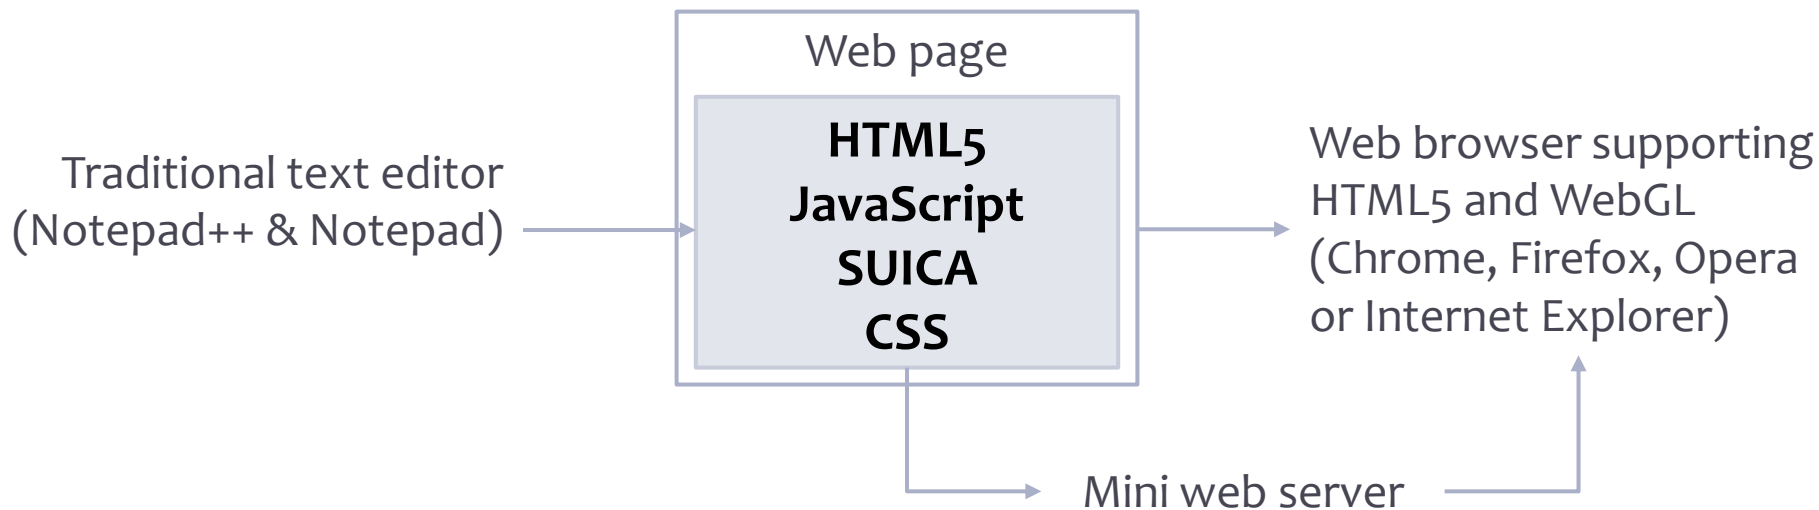 Web page
HTML5
JavaScript
SUICA
CSS
Traditional text editor
(Notepad++ & Notepad)
Web browser supporting
HTML5 and WebGL
(Chrome, Firefox, Opera
or Internet Explorer)
Mini web server